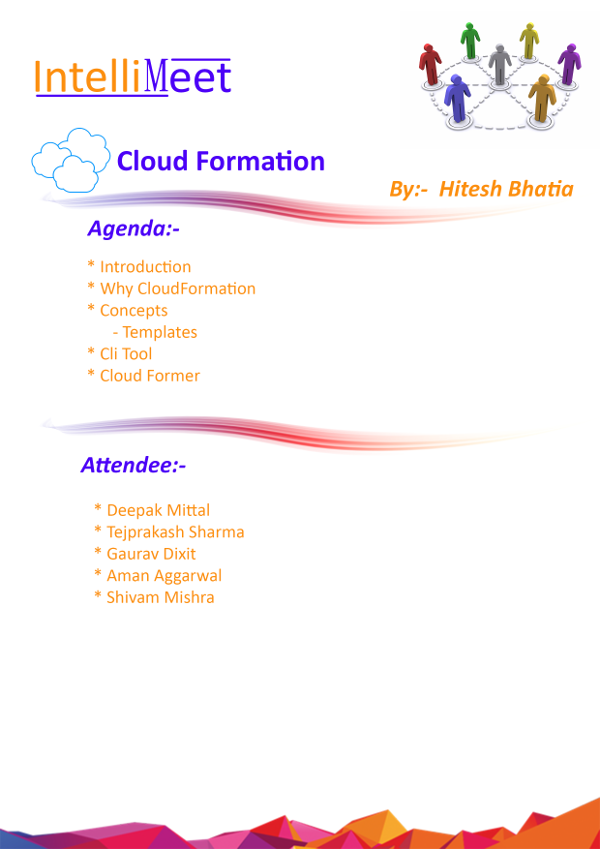 IntelliMeet
Cloud Formation
By:-  Hitesh Bhatia
Agenda:-
* Introduction
* Why CloudFormation
* Concepts
- Templates
* Cli Tool
* Cloud Former
Attendee:-
* Deepak Mittal
* Tejprakash Sharma
* Gaurav Dixit
* Aman Aggarwal
* Shivam Mishra